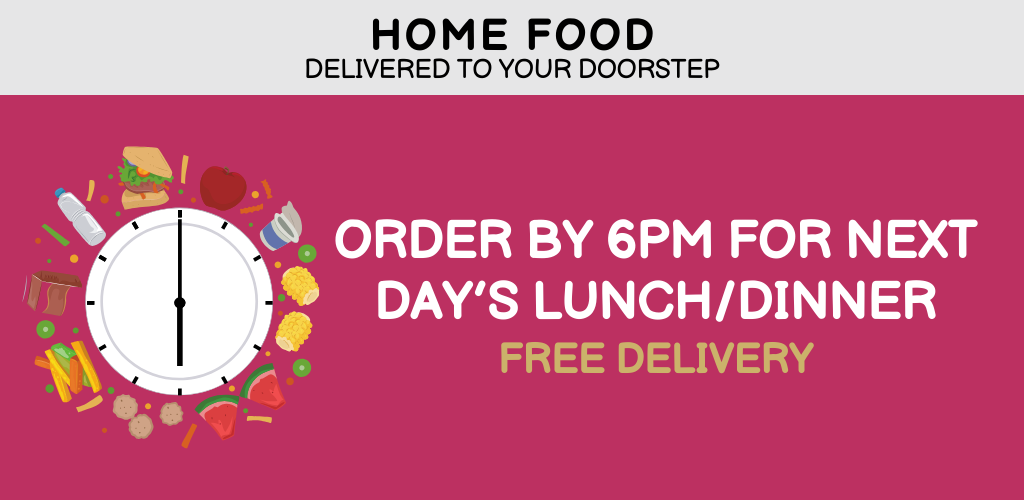 HOME FOOD
DELIVERED TO YOUR DOORSTEP
ORDER BY 6PM FOR NEXT
DAY'S LUNCH/DINNER
FREE DELIVERY